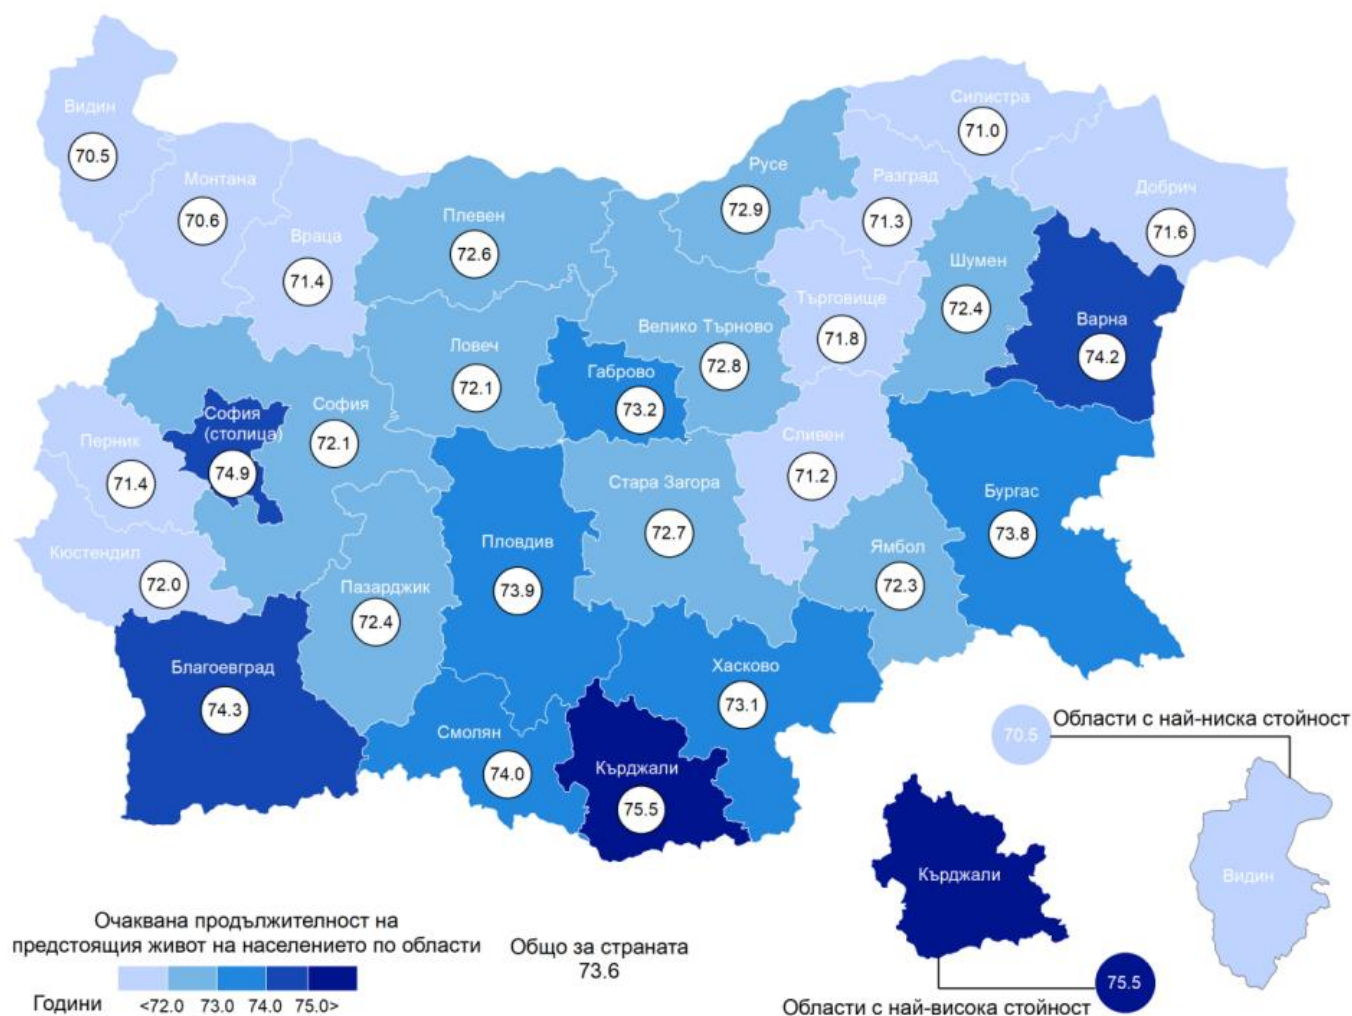 Видин
70.5
Монтана
70.6
Враца
71.4
Плевен
72.6
Русе
72.9
Силистра
71.0
Разград
71.3
Добрич
71.6
Шумен
72.4
Търговище
71.8
Варна
74.2
Велико Търново
72.8
Ловеч
72.1
Габрово
73.2
София
(столица)
74.9
София
72.1
Перник
71.4
Кюстендил
72.0
Сливен
71.2
Стара Загора
72.7
Бургас
73.8
Ямбол
72.3
Пловдив
73.9
Пазарджик
72.4
Благоевград
74.3
Смолян
74.0
Хасково
73.1
Кърджали
75.5
70.5
Области с най-ниска стойност
Видин
Кърджали
75.5
Области с най-висока стойност
Очаквана продължителност на
предстоящия живот на населението по области
Години <72.0 73.0 74.0 75.0>
Общо за страната
73.6